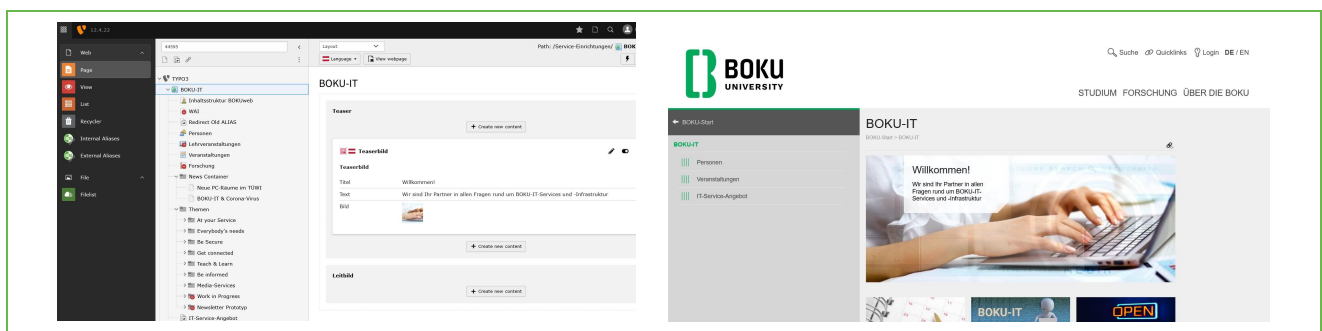 12.4.22
Web
Page
View
List
Recycler
Internal Aliases
External Aliases
File
Filelist
44595
TYPO3
BOKU-IT
Inhaltsstruktur BOKUweb
WAI
Redirect Old ALIAS
Personen
Lehrveranstaltungen
Veranstaltungen
Forschung
News Container
Neue PC-Räume im TÜWI
BOKU-IT & Corona-Virus
Themen
At your Service
Everybody's needs
Be Secure
Get connected
Teach & Learn
Be informed
Media-Services
Work in Progress
Newsletter Prototyp
IT-Service-Angebot
Layout
Path: /Service-Einrichtungen/ BOK
Language
View webpage
BOKU-IT
Teaser
+ Create new content
Teaserbild
Teaserbild
Titel Willkommen!
Text Wir sind Ihr Partner in allen Fragen rund um BOKU-IT-Services und -Infrastruktur
Bild
+ Create new content
Leitbild
+ Create new content
BOKU
UNIVERSITY
Suche Quicklinks Login DE / EN
STUDIUM FORSCHUNG ÜBER DIE BOKU
BOKU-Start
BOKU-IT
Personen
Veranstaltungen
IT-Service-Angebot
BOKU-IT
BOKU-Start > BOKU-IT
Willkommen!
Wir sind Ihr Partner in allen
Fragen rund um BOKU-IT-
Services und -Infrastruktur
BOKU-IT
OPEN